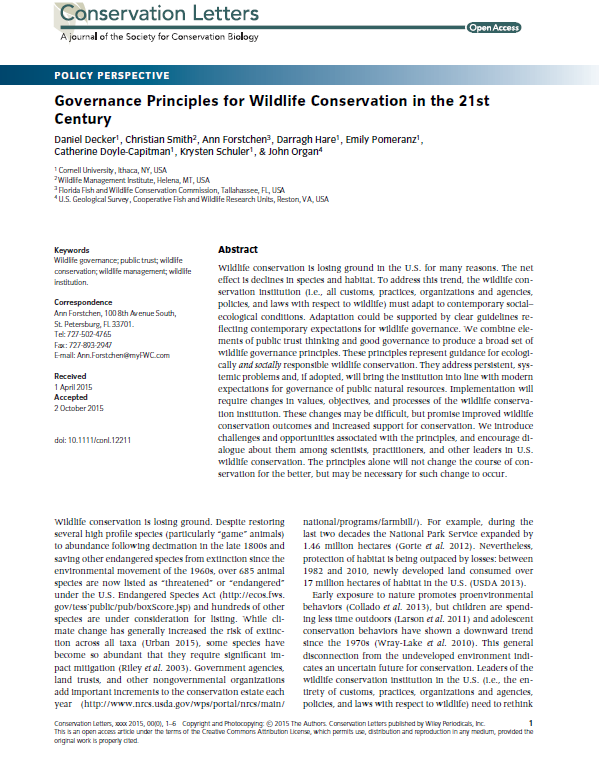 Conservation Letters
A journal of the Society for Conservation Biology
Open Access
POLICY PERSPECTIVE
Governance Principles for Wildlife Conservation in the 21st
Century
Daniel Decker1, Christian Smith2, Ann Forstchen3, Darragh Hare1, Emily Pomeranz1,
Catherine Doyle-Capitman1, Krysten Schuler1, & John Organ4
1 Cornell University, Ithaca, NY, USA
2 Wildlife Management Institute, Helena, MT, USA
3 Florida Fish and Wildlife Conservation Commission, Tallahassee, FL, USA
4 U.S. Geological Survey, Cooperative Fish and Wildlife Research Units, Reston, VA, USA
Keywords
Wildlife governance; public trust; wildlife
conservation; wildlife management; wildlife
institution.
Correspondence
Ann Forstchen, 100 8th Avenue South,
St. Petersburg, FL 33701.
Tel: 727-502-4765
Fax: 727-893-2947
E-mail: Ann.Forstchen@myFWC.com
Received
1 April 2015
Accepted
2 October 2015
doi: 10.1111/conl.12211
Abstract
Wildlife conservation is losing ground in the U.S. for many reasons. The net
effect is declines in species and habitat. To address this trend, the wildlife con-
servation institution (i.e., all customs, practices, organizations and agencies,
policies, and laws with respect to wildlife) must adapt to contemporary social–
ecological conditions. Adaptation could be supported by clear guidelines re-
flecting contemporary expectations for wildlife governance. We combine ele-
ments of public trust thinking and good governance to produce a broad set of
wildlife governance principles. These principles represent guidance for ecologi-
cally and socially responsible wildlife conservation. They address persistent, sys-
temic problems and, if adopted, will bring the institution into line with modern
expectations for governance of public natural resources. Implementation will
require changes in values, objectives, and processes of the wildlife conserva-
tion institution. These changes may be difficult, but promise improved wildlife
conservation outcomes and increased support for conservation. We introduce
challenges and opportunities associated with the principles, and encourage di-
alogue about them among scientists, practitioners, and other leaders in U.S.
wildlife conservation. The principles alone will not change the course of con-
servation for the better, but may be necessary for such change to occur.
Wildlife conservation is losing ground. Despite restoring
several high profile species (particularly “game” animals)
to abundance following decimation in the late 1800s and
saving other endangered species from extinction since the
environmental movement of the 1960s, over 685 animal
species are now listed as “threatened” or “endangered”
under the U.S. Endangered Species Act (http://ecos.fws.
gov/tess˙public/pub/boxScore.jsp) and hundreds of other
species are under consideration for listing. While cli-
mate change has generally increased the risk of extinc-
tion across all taxa (Urban 2015), some species have
become so abundant that they require significant im-
pact mitigation (Riley et al. 2003). Government agencies,
land trusts, and other nongovernmental organizations
add important increments to the conservation estate each
year (http://www.nrcs.usda.gov/wps/portal/nrcs/main/
national/programs/farmbill/). For example, during the
last two decades the National Park Service expanded by
1.46 million hectares (Gorte et al. 2012). Nevertheless,
protection of habitat is being outpaced by losses: between
1982 and 2010, newly developed land consumed over
17 million hectares of habitat in the U.S. (USDA 2013).
Early exposure to nature promotes proenvironmental
behaviors (Collado et al. 2013), but children are spend-
ing less time outdoors (Larson et al. 2011) and adolescent
conservation behaviors have shown a downward trend
since the 1970s (Wray-Lake et al. 2010). This general
disconnection from the undeveloped environment indi-
cates an uncertain future for conservation. Leaders of the
wildlife conservation institution in the U.S. (i.e., the en-
tirety of customs, practices, organizations and agencies,
policies, and laws with respect to wildlife) need to rethink
Conservation Letters, xxxx 2015, 00(0), 1–6 Copyright and Photocopying: © 2015 The Authors. Conservation Letters published by Wiley Periodicals, Inc. 1
This is an open access article under the terms of the Creative Commons Attribution License, which permits use, distribution and reproduction in any medium, provided the
original work is properly cited.